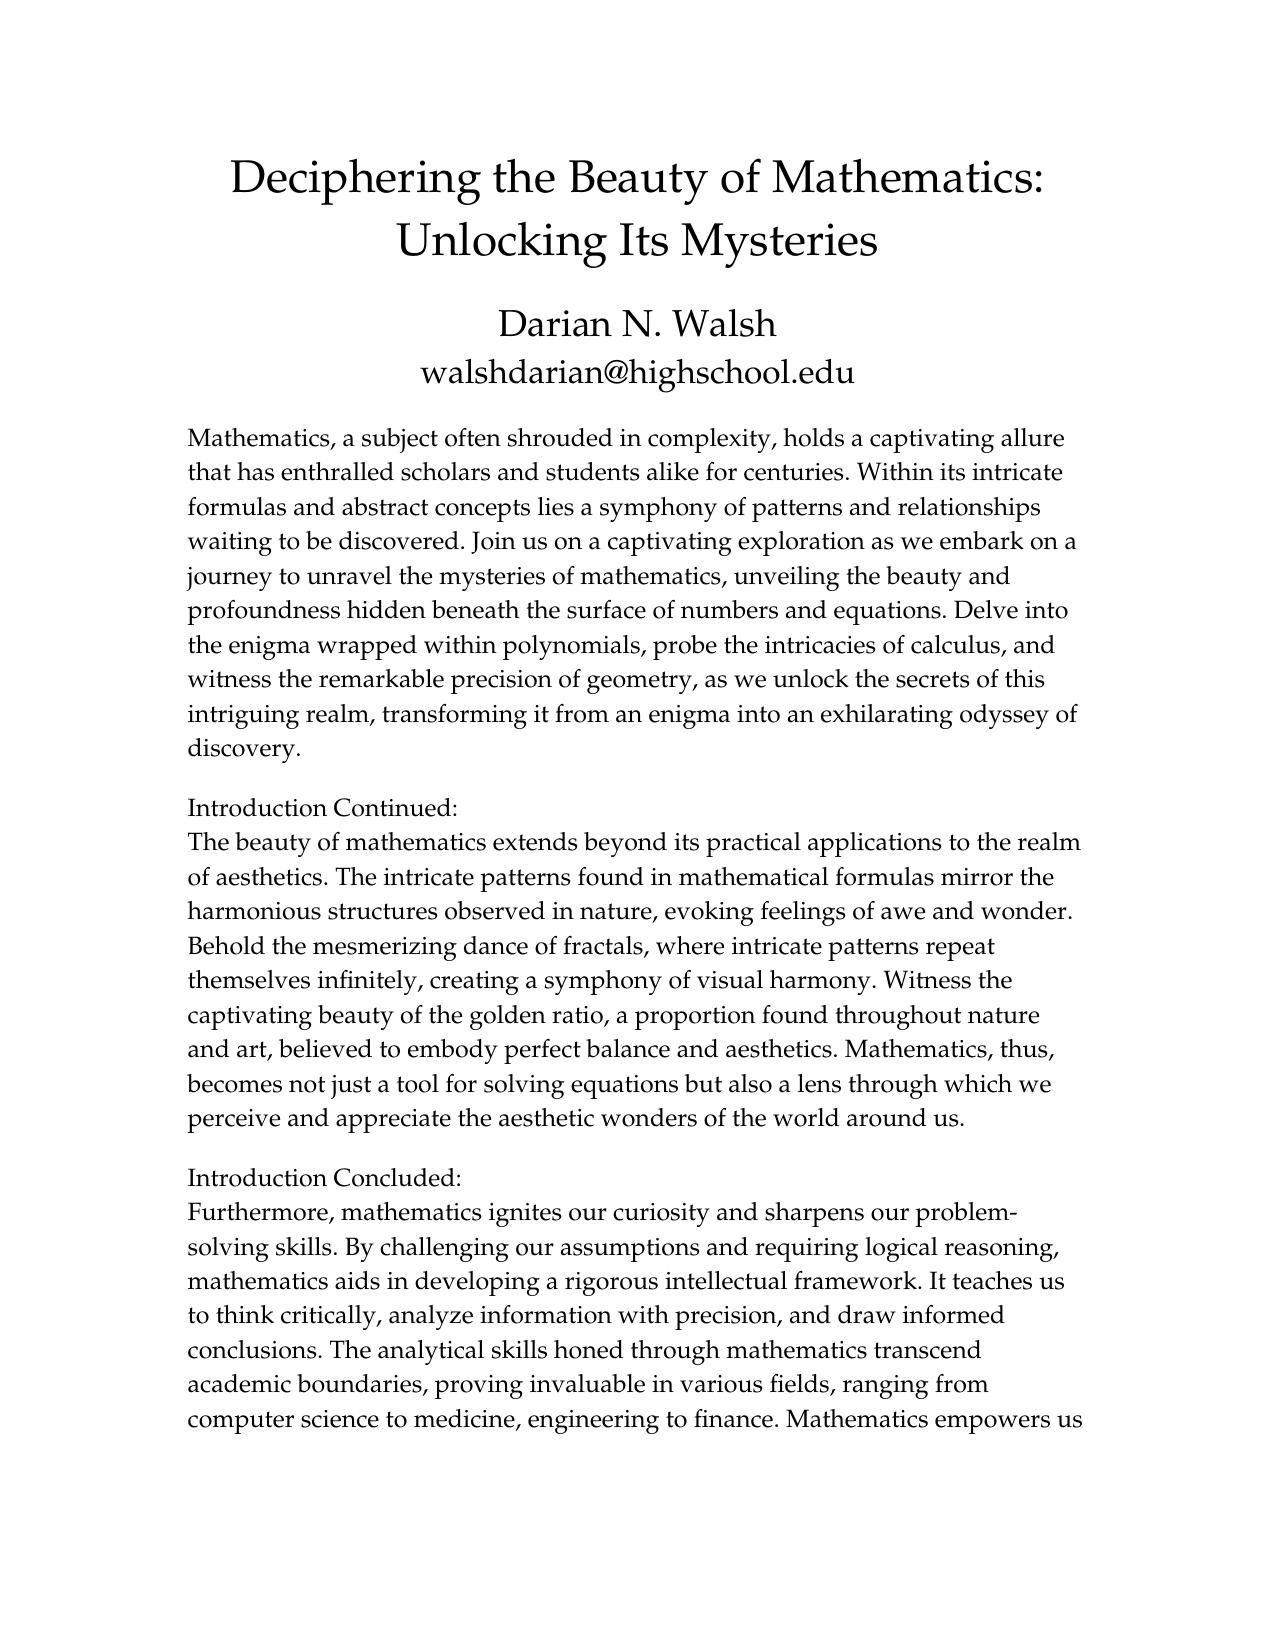 Deciphering the Beauty of Mathematics:
Unlocking Its Mysteries
Darian N. Walsh
walshdarian@highschool.edu
Mathematics, a subject often shrouded in complexity, holds a captivating allure
that has enthralled scholars and students alike for centuries. Within its intricate
formulas and abstract concepts lies a symphony of patterns and relationships
waiting to be discovered. Join us on a captivating exploration as we embark on a
journey to unravel the mysteries of mathematics, unveiling the beauty and
profoundness hidden beneath the surface of numbers and equations. Delve into
the enigma wrapped within polynomials, probe the intricacies of calculus, and
witness the remarkable precision of geometry, as we unlock the secrets of this
intriguing realm, transforming it from an enigma into an exhilarating odyssey of
discovery.
Introduction Continued:
The beauty of mathematics extends beyond its practical applications to the realm
of aesthetics. The intricate patterns found in mathematical formulas mirror the
harmonious structures observed in nature, evoking feelings of awe and wonder.
Behold the mesmerizing dance of fractals, where intricate patterns repeat
themselves infinitely, creating a symphony of visual harmony. Witness the
captivating beauty of the golden ratio, a proportion found throughout nature
and art, believed to embody perfect balance and aesthetics. Mathematics, thus,
becomes not just a tool for solving equations but also a lens through which we
perceive and appreciate the aesthetic wonders of the world around us.
Introduction Concluded:
Furthermore, mathematics ignites our curiosity and sharpens our problem-
solving skills. By challenging our assumptions and requiring logical reasoning,
mathematics aids in developing a rigorous intellectual framework. It teaches us
to think critically, analyze information with precision, and draw informed
conclusions. The analytical skills honed through mathematics transcend
academic boundaries, proving invaluable in various fields, ranging from
computer science to medicine, engineering to finance. Mathematics empowers us